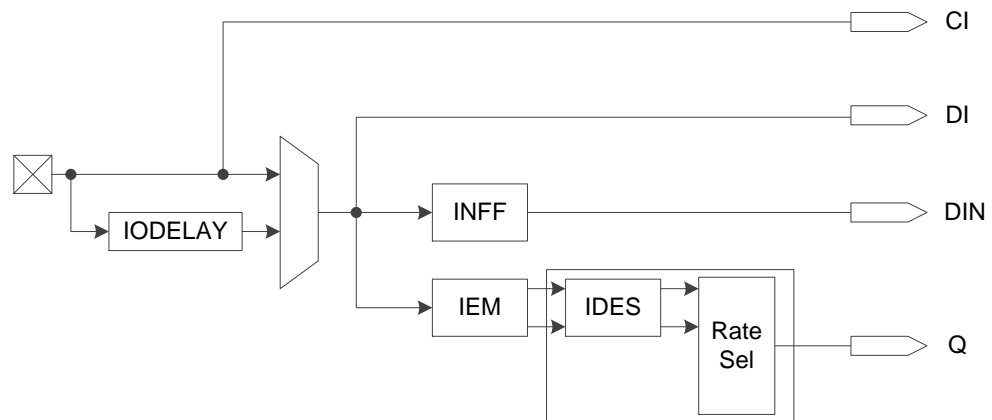 CI
DI
IODELAY
INFF
DIN
IEM
IDES
Rate
Sel
Q